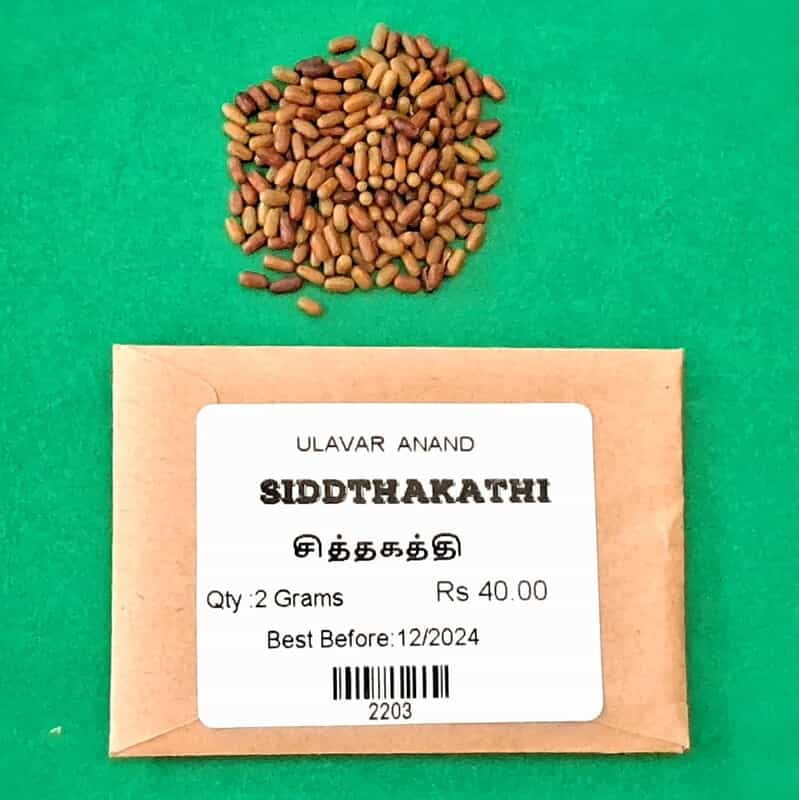 ULAVAR ANAND
SIDDTHAKATHI
சித்தகத்தி
Qty :2 Grams Rs 40.00
Best Before:12/2024
2203